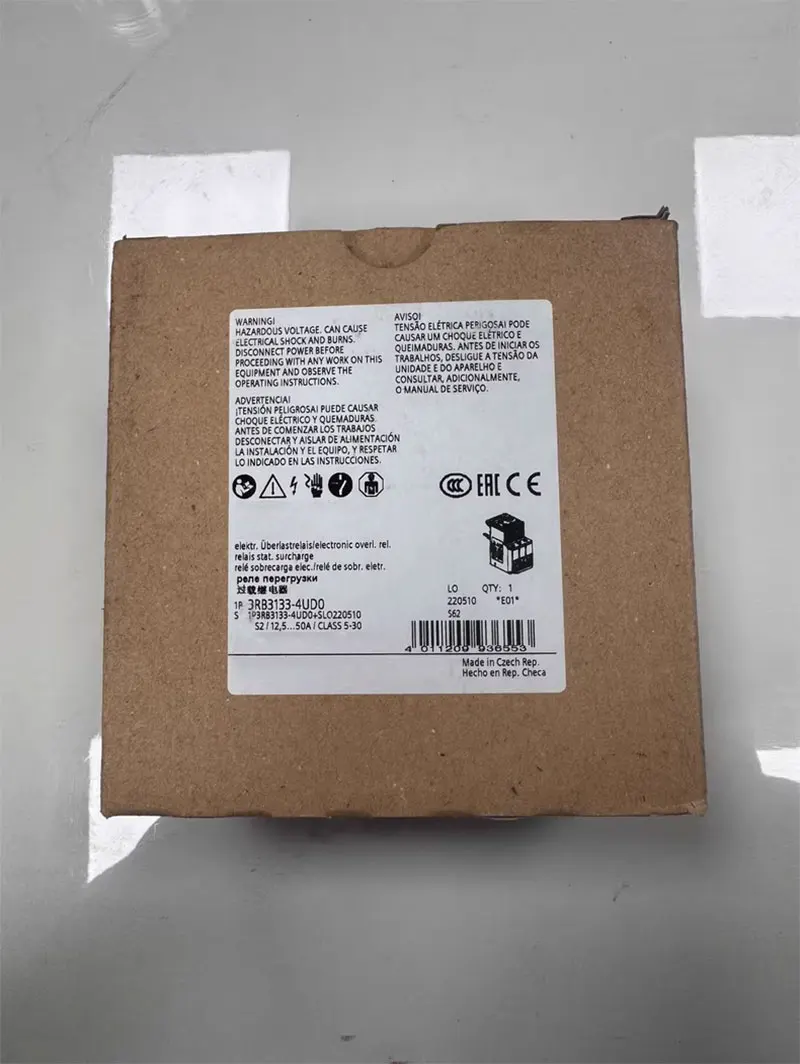 WARNING!
HAZARDOUS VOLTAGE. CAN CAUSE
ELECTRICAL SHOCK AND BURNS.
DISCONNECT POWER BEFORE
PROCEEDING WITH ANY WORK ON THIS
EQUIPMENT AND OBSERVE THE
OPERATING INSTRUCTIONS.
ADVERTENCIA!
¡TENSIÓN PELIGROSA! PUEDE CAUSAR
CHOQUE ELÉCTRICO Y QUEMADURAS.
ANTES DE COMENZAR LOS TRABAJOS
DESCONECTAR Y AISLAR DE ALIMENTACIÓN
LA INSTALACIÓN Y EL EQUIPO, Y RESPETAR
LO INDICADO EN LAS INSTRUCCIONES.
AVISO!
TENSÃO ELÉTRICA PERIGOSA! PODE
CAUSAR UM CHOQUE ELÉTRICO E
QUEIMADURAS. ANTES DE INICIAR OS
TRABALHOS, DESLIGUE A TENSÃO DA
UNIDADE E DO APARELHO E
CONSULTAR, ADICIONALMENTE,
O MANUAL DE SERVIÇO.
CCC EAC CE
elektr. Überlastrelais/electronic overl. rel.
relais stat. surcharge
relé sobrecarga elec./relé de sobr. eletr.
реле перегрузки
过载继电器
1P 3RB3133-4UD0
S 1P3RB3133-4UD0+SLO220510
S2 / 12,5...50A / CLASS 5-30
LO QTY: 1
220510 *E01*
S62
4 011209 936553
Made in Czech Rep.
Hecho en Rep. Checa